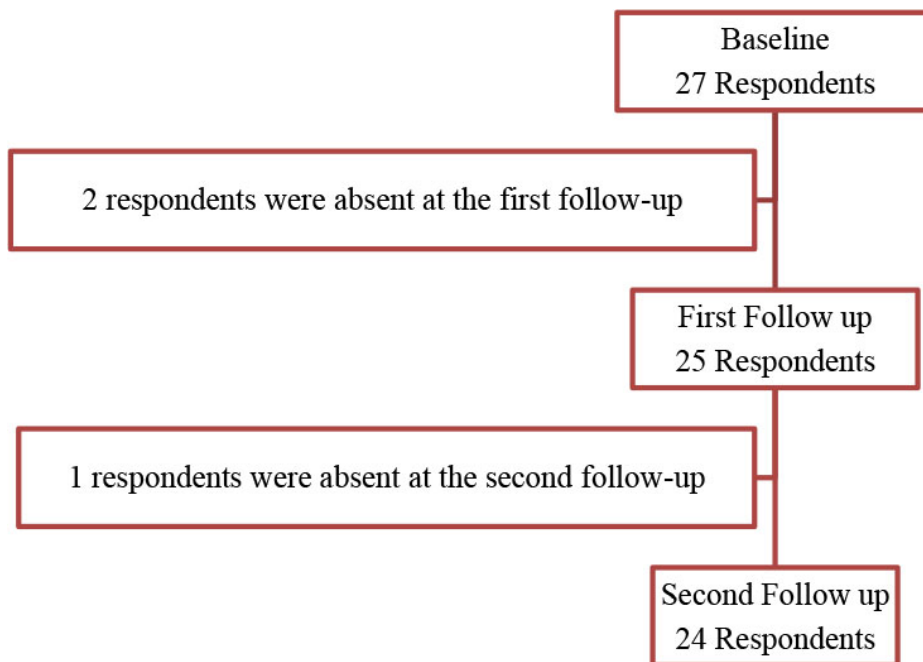 Baseline
27 Respondents
2 respondents were absent at the first follow-up
First Follow up
25 Respondents
1 respondents were absent at the second follow-up
Second Follow up
24 Respondents